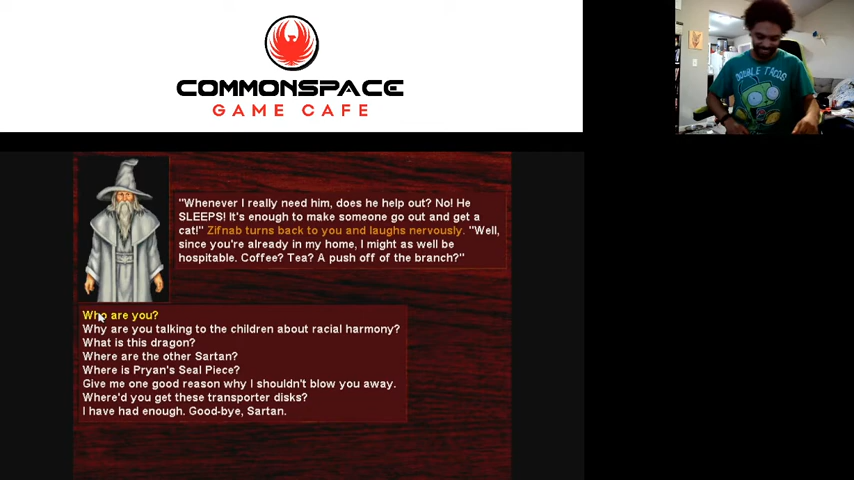 COMMONSPACE
GAME CAFE
DOUBLE TACOS
"Whenever I really need him, does he help out? No! He
SLEEPS! It's enough to make someone go out and get a
cat!" Zifnab turns back to you and laughs nervously. "Well,
since you're already in my home, I might as well be
hospitable. Coffee? Tea? A push off of the branch?"
Who are you?
Why are you talking to the children about racial harmony?
What is this dragon?
Where are the other Sartan?
Where is Pryan's Seal Piece?
Give me one good reason why I shouldn't blow you away.
Where'd you get these transporter disks?
I have had enough. Good-bye, Sartan.